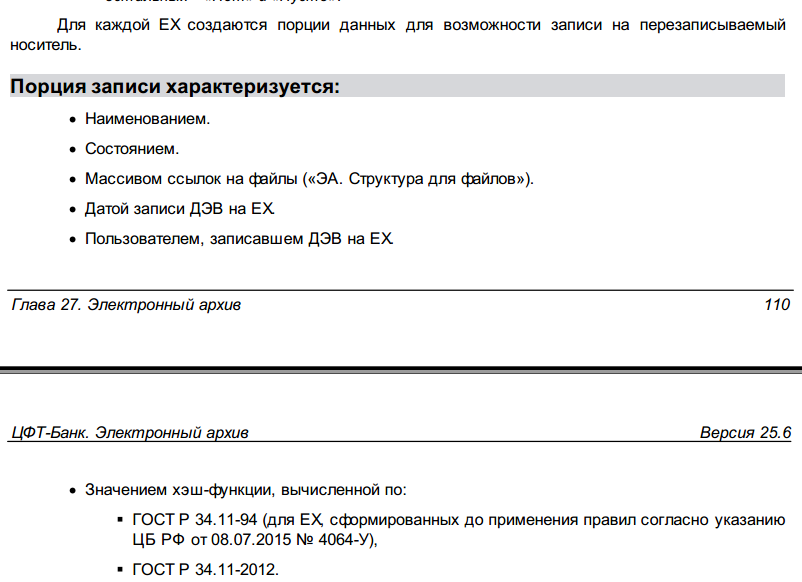 Для каждой ЕХ создаются порции данных для возможности записи на перезаписываемый
носитель.
Порция записи характеризуется:
• Наименованием.
• Состоянием.
• Массивом ссылок на файлы («ЭА. Структура для файлов»).
• Датой записи ДЭВ на ЕХ.
• Пользователем, записавшем ДЭВ на ЕХ.
Глава 27. Электронный архив 110
ЦФТ-Банк. Электронный архив Версия 25.6
• Значением хэш-функции, вычисленной по:
▪ ГОСТ Р 34.11-94 (для ЕХ, сформированных до применения правил согласно указанию
ЦБ РФ от 08.07.2015 № 4064-У),
▪ ГОСТ Р 34.11-2012.